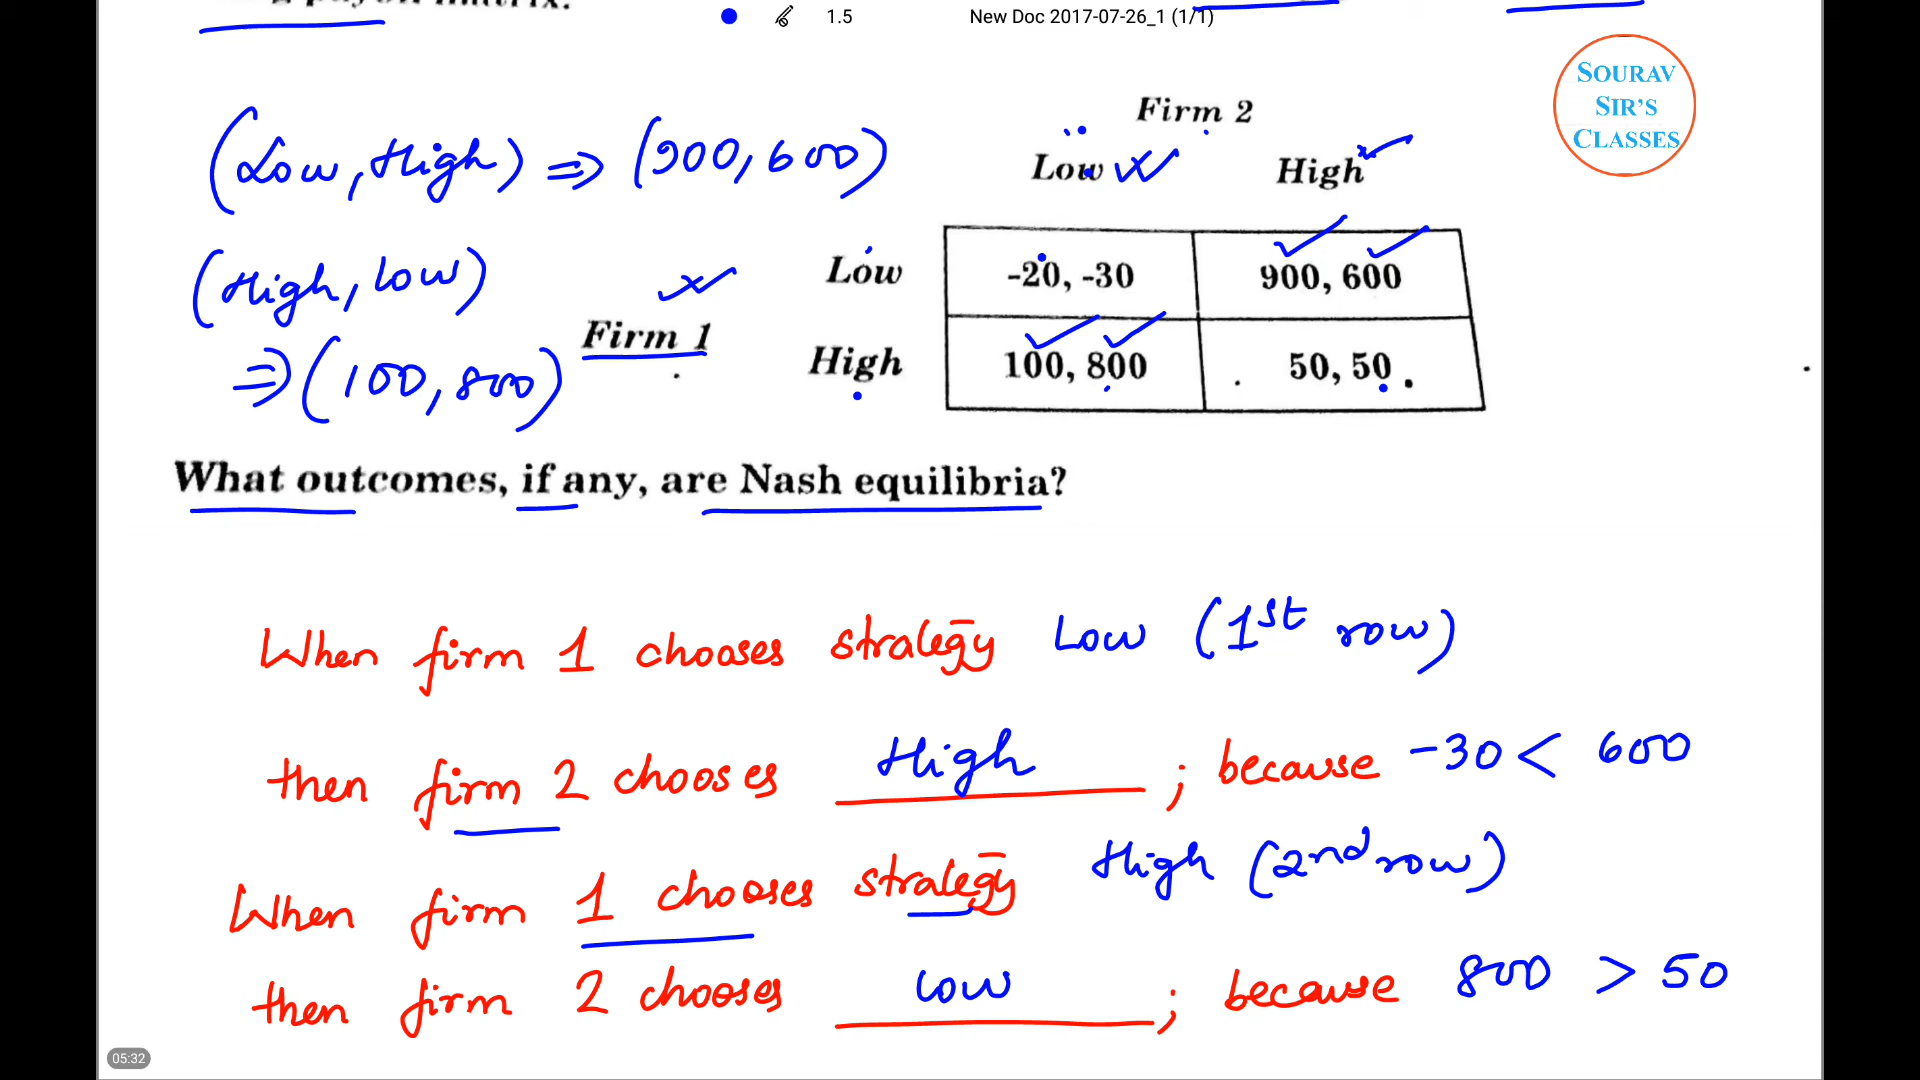 payoff matrix.
1.5 New Doc 2017-07-26_1 (1/1)
SOURAV
SIR'S
CLASSES
Firm 2
Low High
(Low, High) ⇒ (900, 600)
Low -20, -30 900, 600
(High, low)
Firm 1
High 100, 800 50, 50
⇒ (100, 800)
What outcomes, if any, are Nash equilibria?
When firm 1 chooses strategy Low (1st row)
then firm 2 chooses High ; because -30 < 600
When firm 1 chooses strategy High (2nd row)
then firm 2 chooses low ; because 800 > 50
05:32